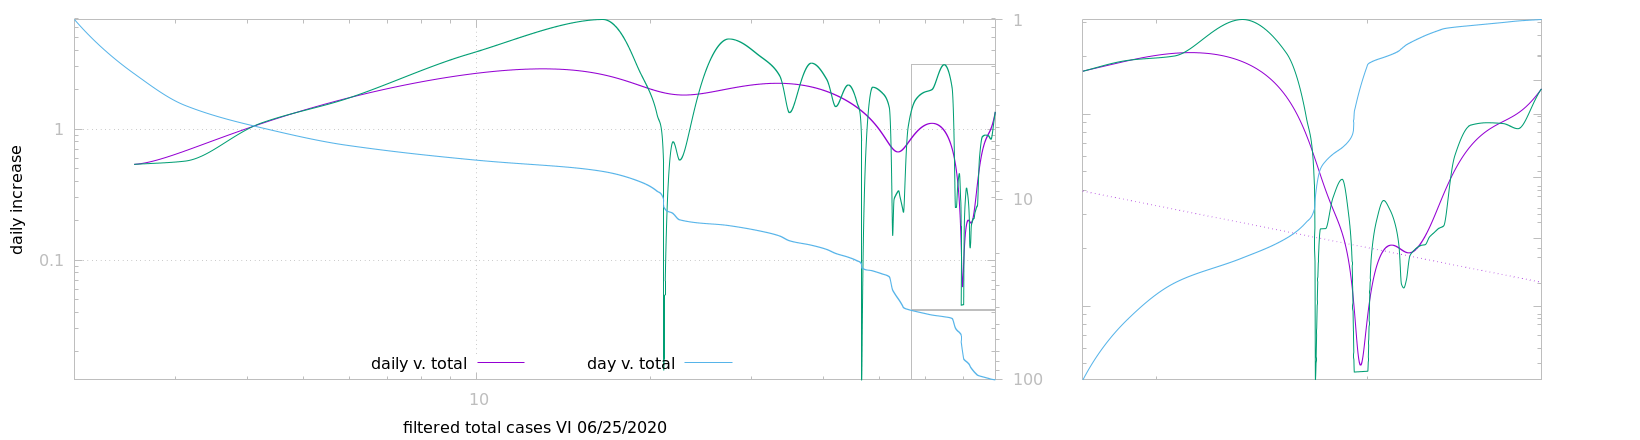 1
1
daily increase
10
0.1
daily v. total
day v. total
100
10
filtered total cases VI 06/25/2020